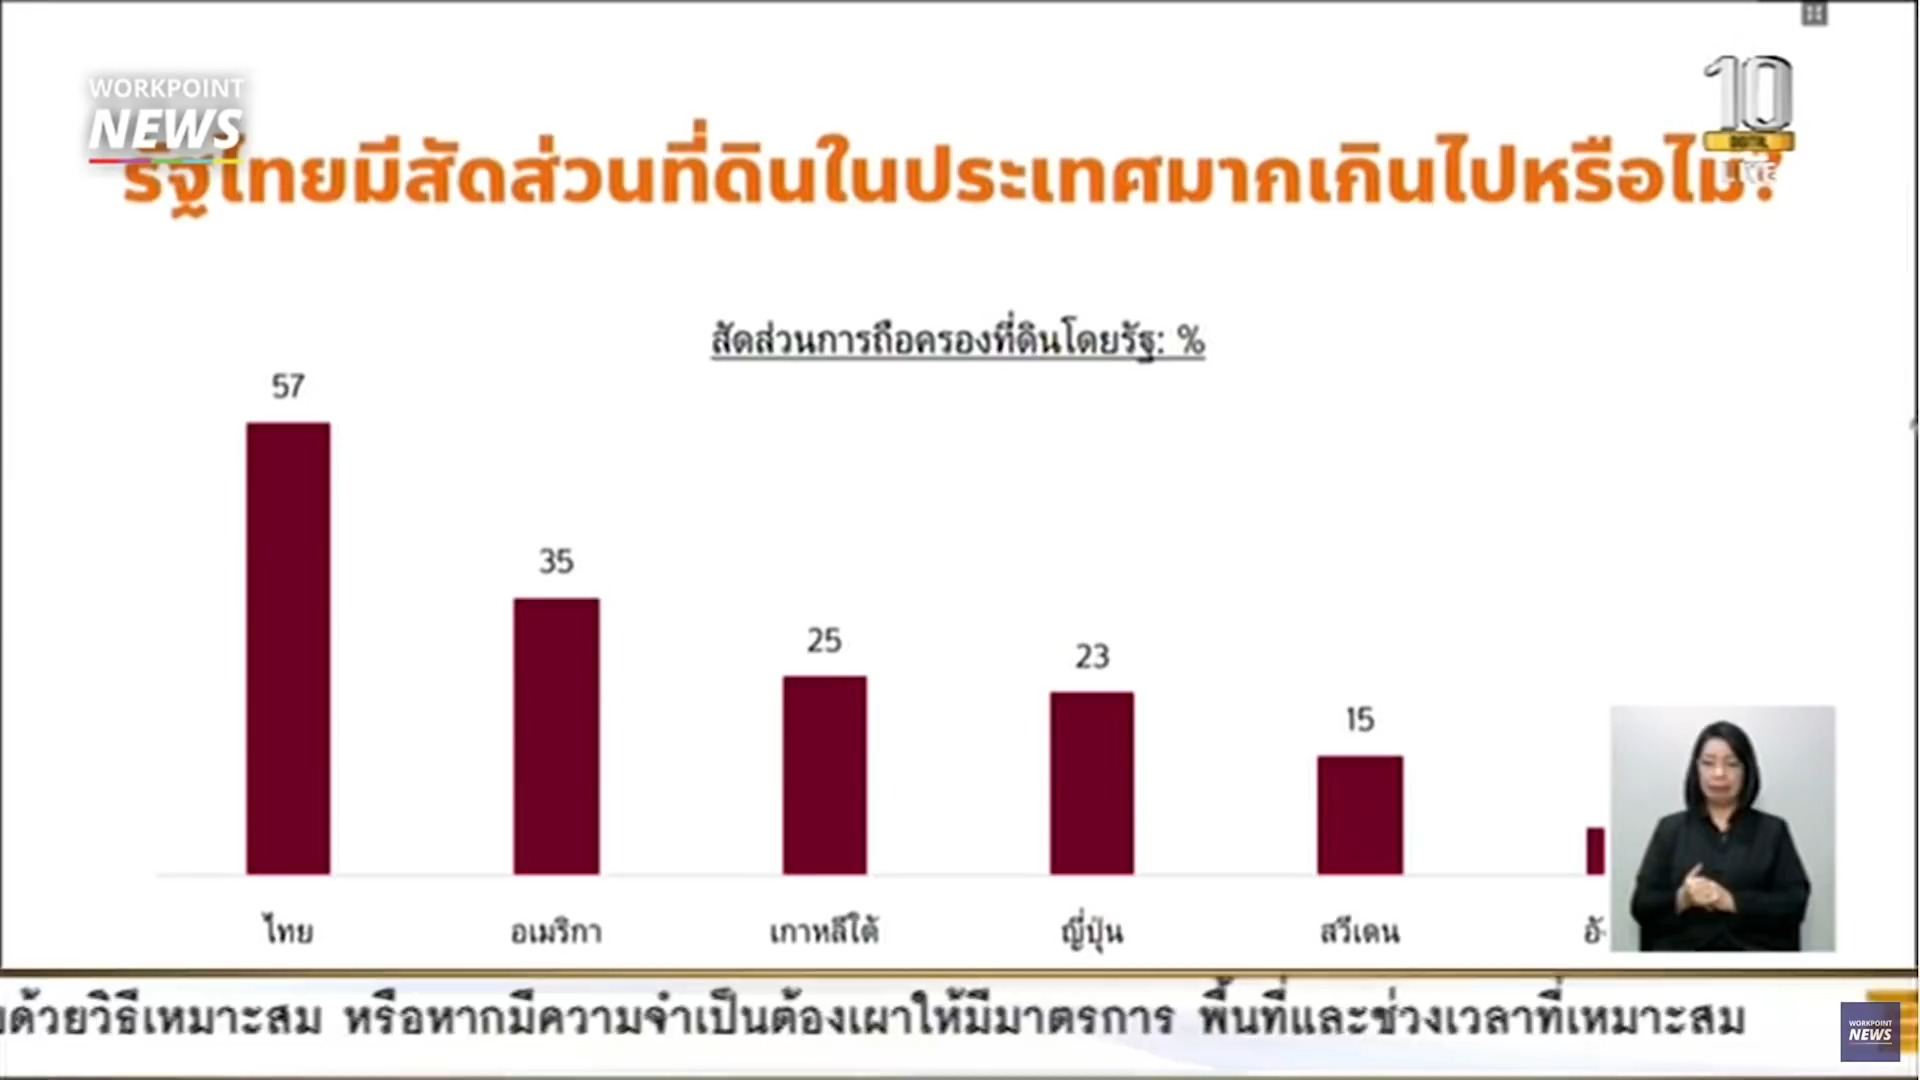 WORKPOINT
NEWS
10
DIGITAL
รัฐไทยมีสัดส่วนที่ดินในประเทศมากเกินไปหรือไม่?
สัดส่วนการถือครองที่ดินโดยรัฐ: %
57
35
25
23
15
ไทย
อเมริกา
เกาหลีใต้
ญี่ปุ่น
สวีเดน
ด้วยวิธีเหมาะสม หรือหากมีความจำเป็นต้องเผาให้มีมาตรการ พื้นที่และช่วงเวลาที่เหมาะสม
WORKPOINT
NEWS